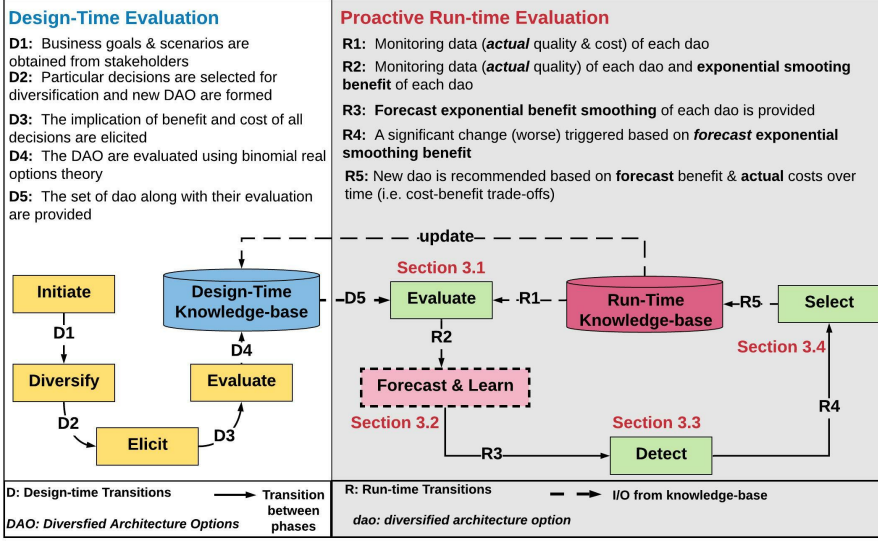 Design-Time Evaluation
D1: Business goals & scenarios are
obtained from stakeholders
D2: Particular decisions are selected for
diversification and new DAO are formed
D3: The implication of benefit and cost of all
decisions are elicited
D4: The DAO are evaluated using binomial real
options theory
D5: The set of dao along with their evaluation
are provided
Proactive Run-time Evaluation
R1: Monitoring data (actual quality & cost) of each dao
R2: Monitoring data (actual quality) of each dao and exponential smooting
benefit of each dao
R3: Forecast exponential benefit smoothing of each dao is provided
R4: A significant change (worse) triggered based on forecast exponential
smoothing benefit
R5: New dao is recommended based on forecast benefit & actual costs over
time (i.e. cost-benefit trade-offs)
update
Initiate
D1
Diversify
D2
Elicit
D3
Evaluate
D4
Design-Time
Knowledge-base
D5
Section 3.1
Evaluate
R1
Run-Time
Knowledge-base
R5
Select
R2
Section 3.4
Forecast & Learn
Section 3.2
R3
Section 3.3
Detect
R4
D: Design-time Transitions
Transition
between
phases
DAO: Diversfied Architecture Options
R: Run-time Transitions
I/O from knowledge-base
dao: diversified architecture option